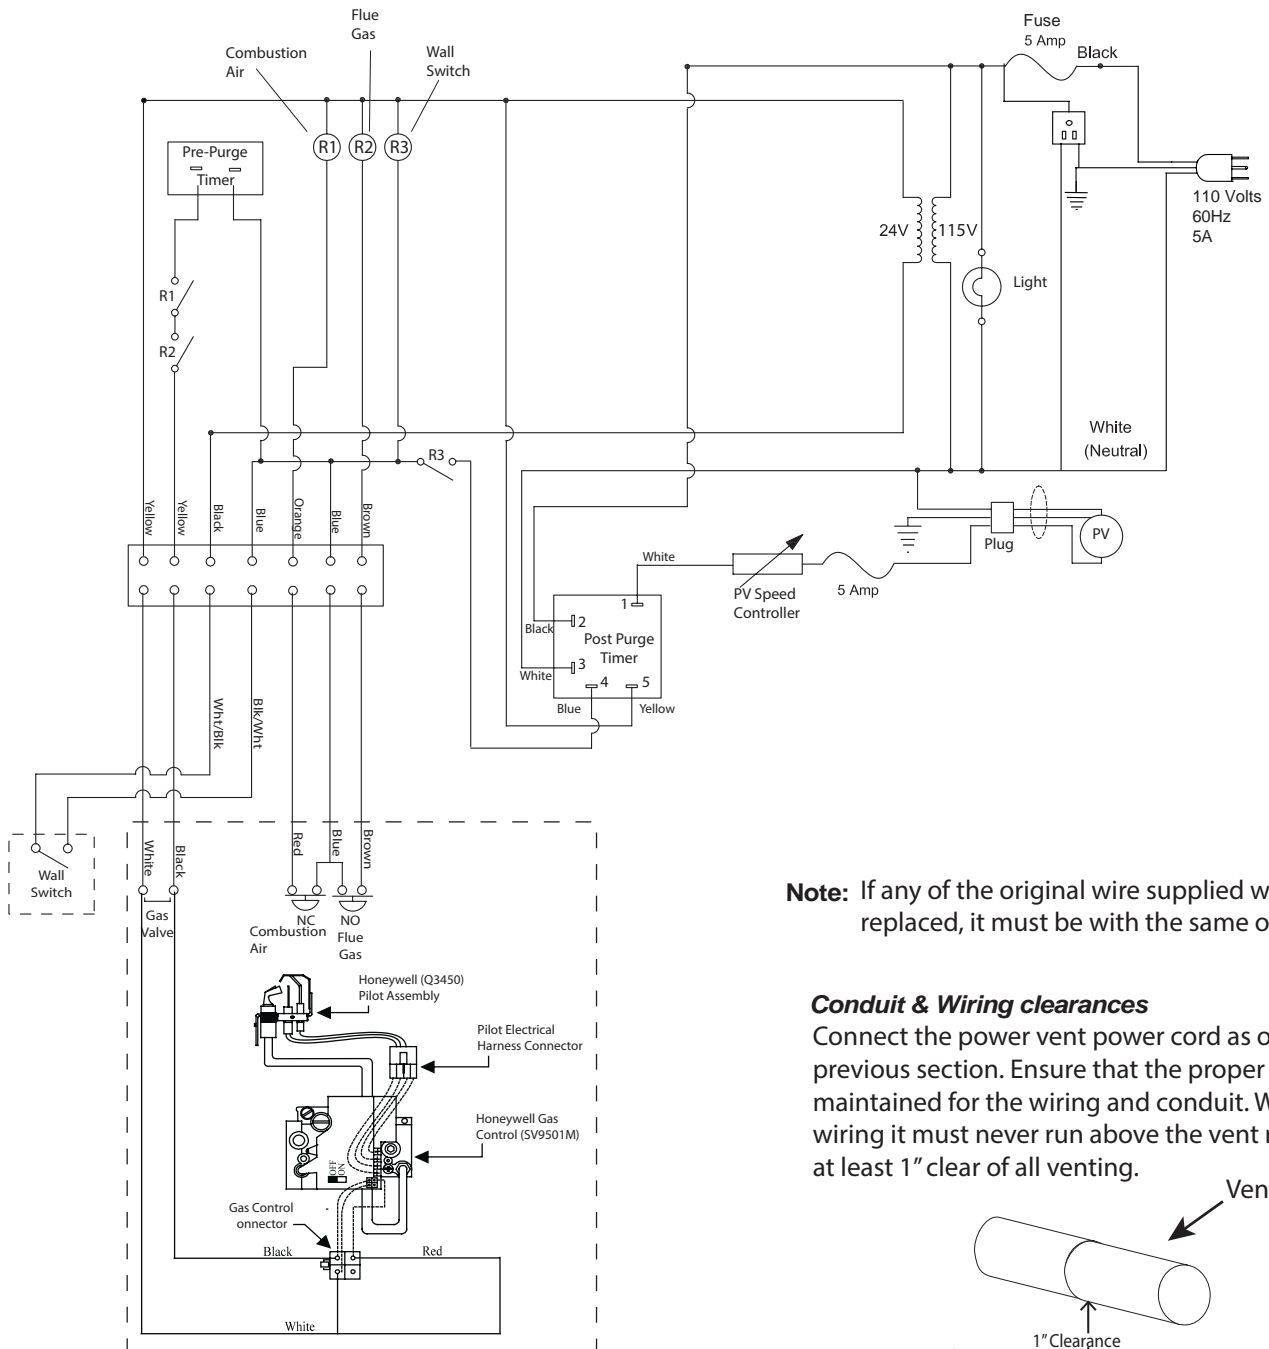 Flue
Gas
Combustion
Air
Wall
Switch
Fuse
5 Amp
Black
R1
R2
R3
Pre-Purge
Timer
110 Volts
60Hz
5A
24V
115V
Light
R1
R2
R3
White
(Neutral)
Yellow
Yellow
Black
Blue
Orange
Blue
Brown
PV
Plug
White
PV Speed
Controller
5 Amp
1
Black
2
Post Purge
Timer
3
White
4
5
Blue
Yellow
Wht/Blk
Blk/Wht
Wall
Switch
White
Black
Red
Blue
Brown
Gas
Valve
NC
Combustion
Air
NO
Flue
Gas
Honeywell (Q3450)
Pilot Assembly
Pilot Electrical
Harness Connector
Honeywell Gas
Control (SV9501M)
OFF
ON
Gas Control
onnector
Black
Red
White
Note: If any of the original wire supplied w
replaced, it must be with the same o
Conduit & Wiring clearances
Connect the power vent power cord as o
previous section. Ensure that the proper
maintained for the wiring and conduit. W
wiring it must never run above the vent r
at least 1” clear of all venting.
Ven
1” Clearance